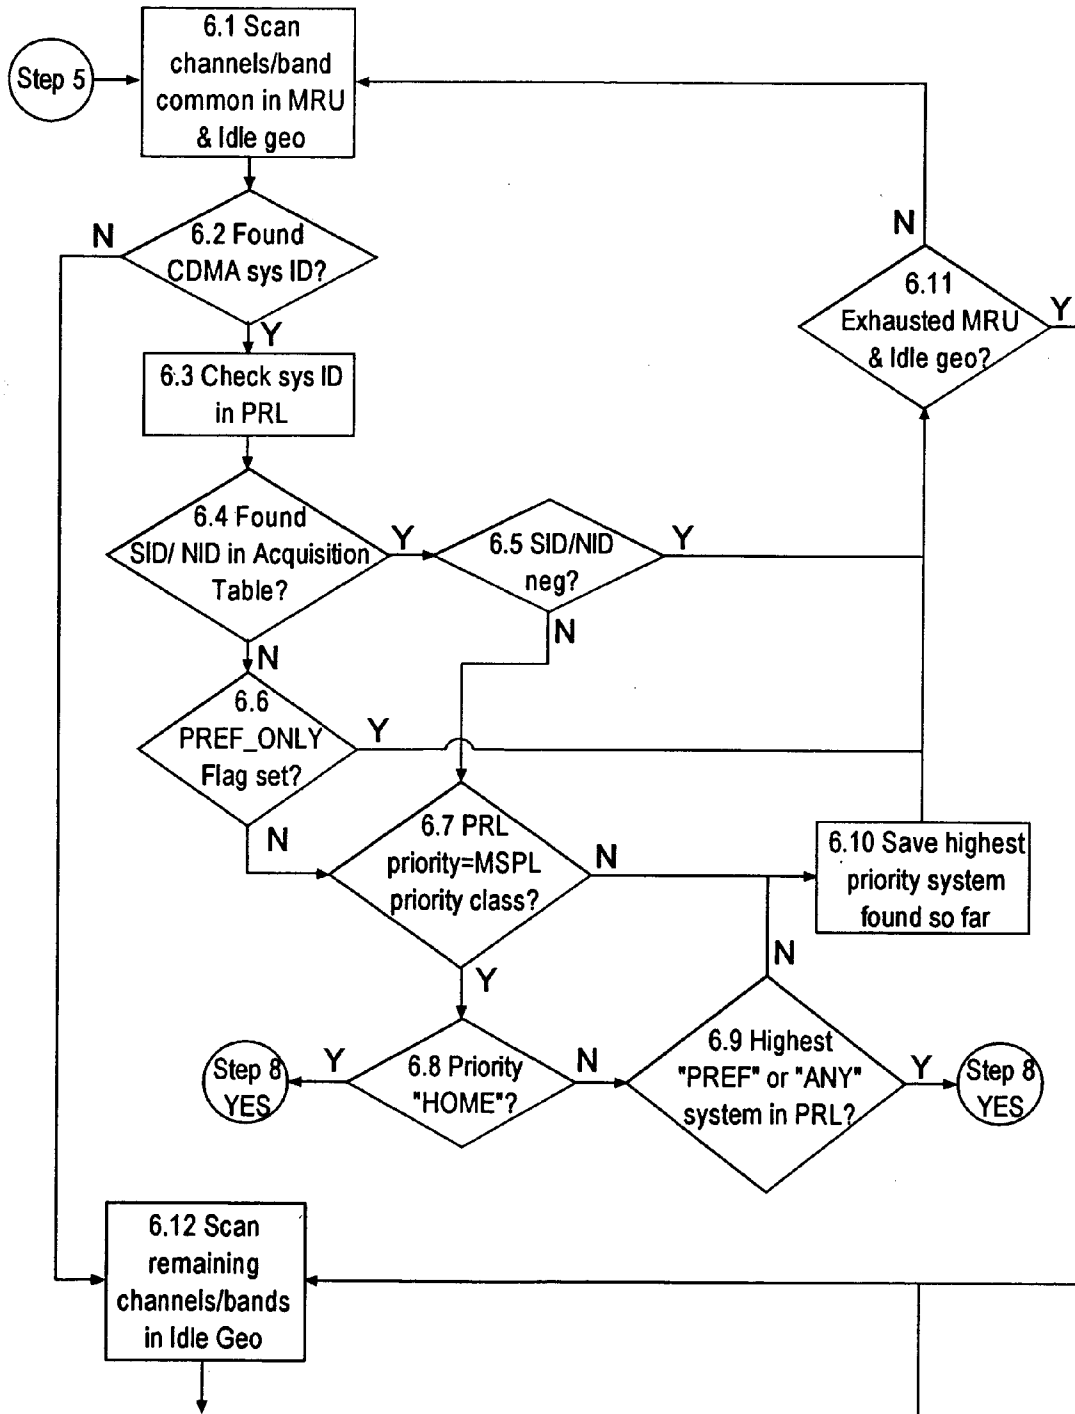 Step 5
6.1 Scan
channels/band
common in MRU
& Idle geo
N
6.2 Found
CDMA sys ID?
Y
6.3 Check sys ID
in PRL
N
6.11
Exhausted MRU
& Idle geo?
Y
6.4 Found
SID/ NID in Acquisition
Table?
Y
6.5 SID/NID
neg?
Y
N
N
6.6
PREF_ONLY
Flag set?
Y
N
6.7 PRL
priority=MSPL
priority class?
N
6.10 Save highest
priority system
found so far
Y
N
Step 8
YES
Y
6.8 Priority
"HOME"?
N
6.9 Highest
"PREF" or "ANY"
system in PRL?
Y
Step 8
YES
6.12 Scan
remaining
channels/bands
in Idle Geo